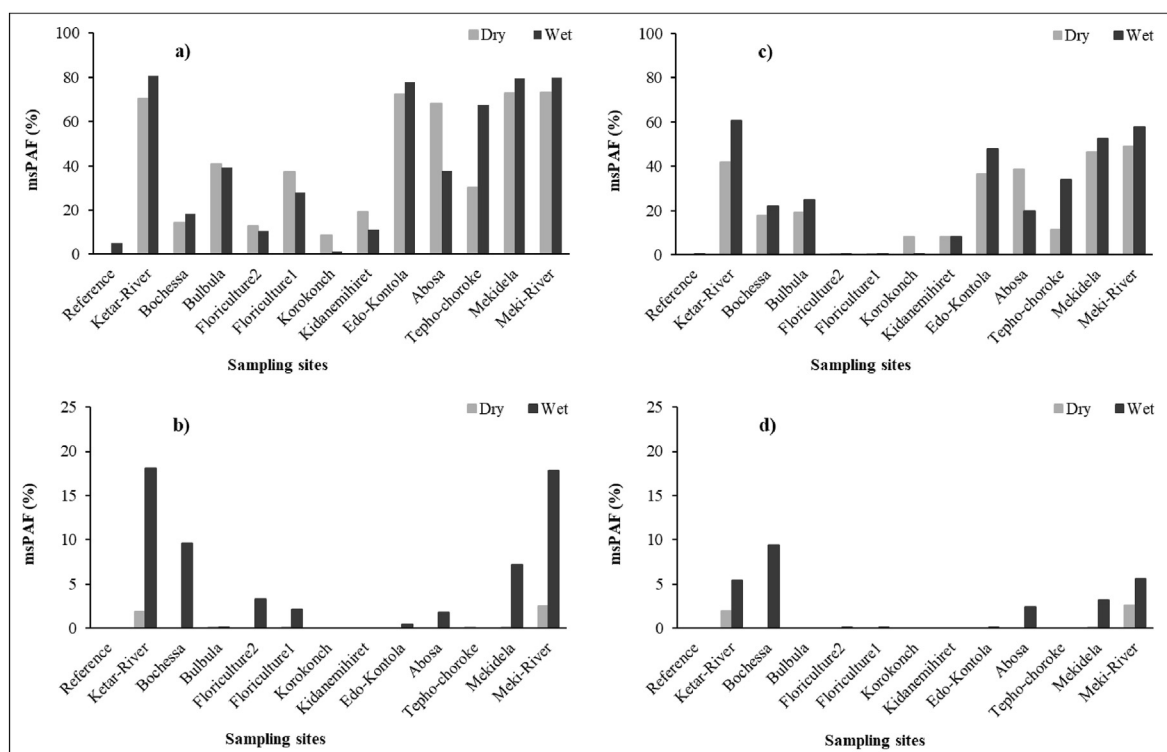 a)
Dry Wet
100
80
60
40
20
0
msPAF (%)
Reference
Ketar-River
Bochessa
Bulbula
Floriculture2
Floriculture1
Korokonch
Kidanemihiret
Edo-Kontola
Abosa
Tepho-choroke
Mekidela
Meki-River
Sampling sites
c)
Dry Wet
100
80
60
40
20
0
msPAF (%)
Reference
Ketar-River
Bochessa
Bulbula
Floriculture2
Floriculture1
Korokonch
Kidanemihiret
Edo-Kontola
Abosa
Tepho-choroke
Mekidela
Meki-River
Sampling sites
b)
Dry Wet
25
20
15
10
5
0
msPAF (%)
Reference
Ketar-River
Bochessa
Bulbula
Floriculture2
Floriculture1
Korokonch
Kidanemihiret
Edo-Kontola
Abosa
Tepho-choroke
Mekidela
Meki-River
Sampling sites
d)
Dry Wet
25
20
15
10
5
0
msPAF (%)
Reference
Ketar-River
Bochessa
Bulbula
Floriculture2
Floriculture1
Korokonch
Kidanemihiret
Edo-Kontola
Abosa
Tepho-choroke
Mekidela
Meki-River
Sampling sites